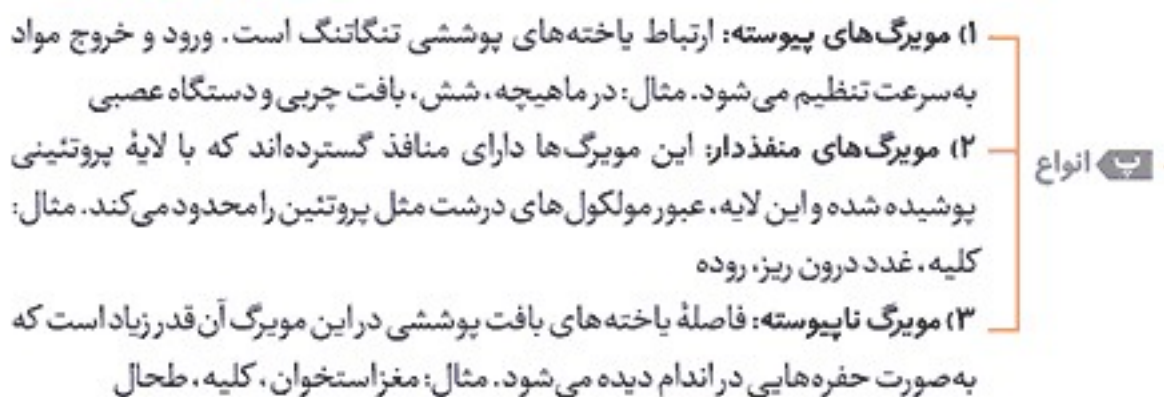 ۱) مویرگ‌های پیوسته: ارتباط یاخته‌های پوششی تنگاتنگ است. ورود و خروج مواد
به‌سرعت تنظیم می‌شود. مثال: در ماهیچه، شش، بافت چربی و دستگاه عصبی
پ انواع
۲) مویرگ‌های منفذدار: این مویرگ‌ها دارای منافذ گسترده‌اند که با لایهٔ پروتئینی
پوشیده شده و این لایه، عبور مولکول‌های درشت مثل پروتئین را محدود می‌کند. مثال:
کلیه، غدد درون ریز، روده
۳) مویرگ ناپیوسته: فاصلهٔ یاخته‌های بافت پوششی در این مویرگ آن‌قدر زیاد است که
به‌صورت حفره‌هایی در اندام دیده می‌شود. مثال: مغز استخوان، کلیه، طحال